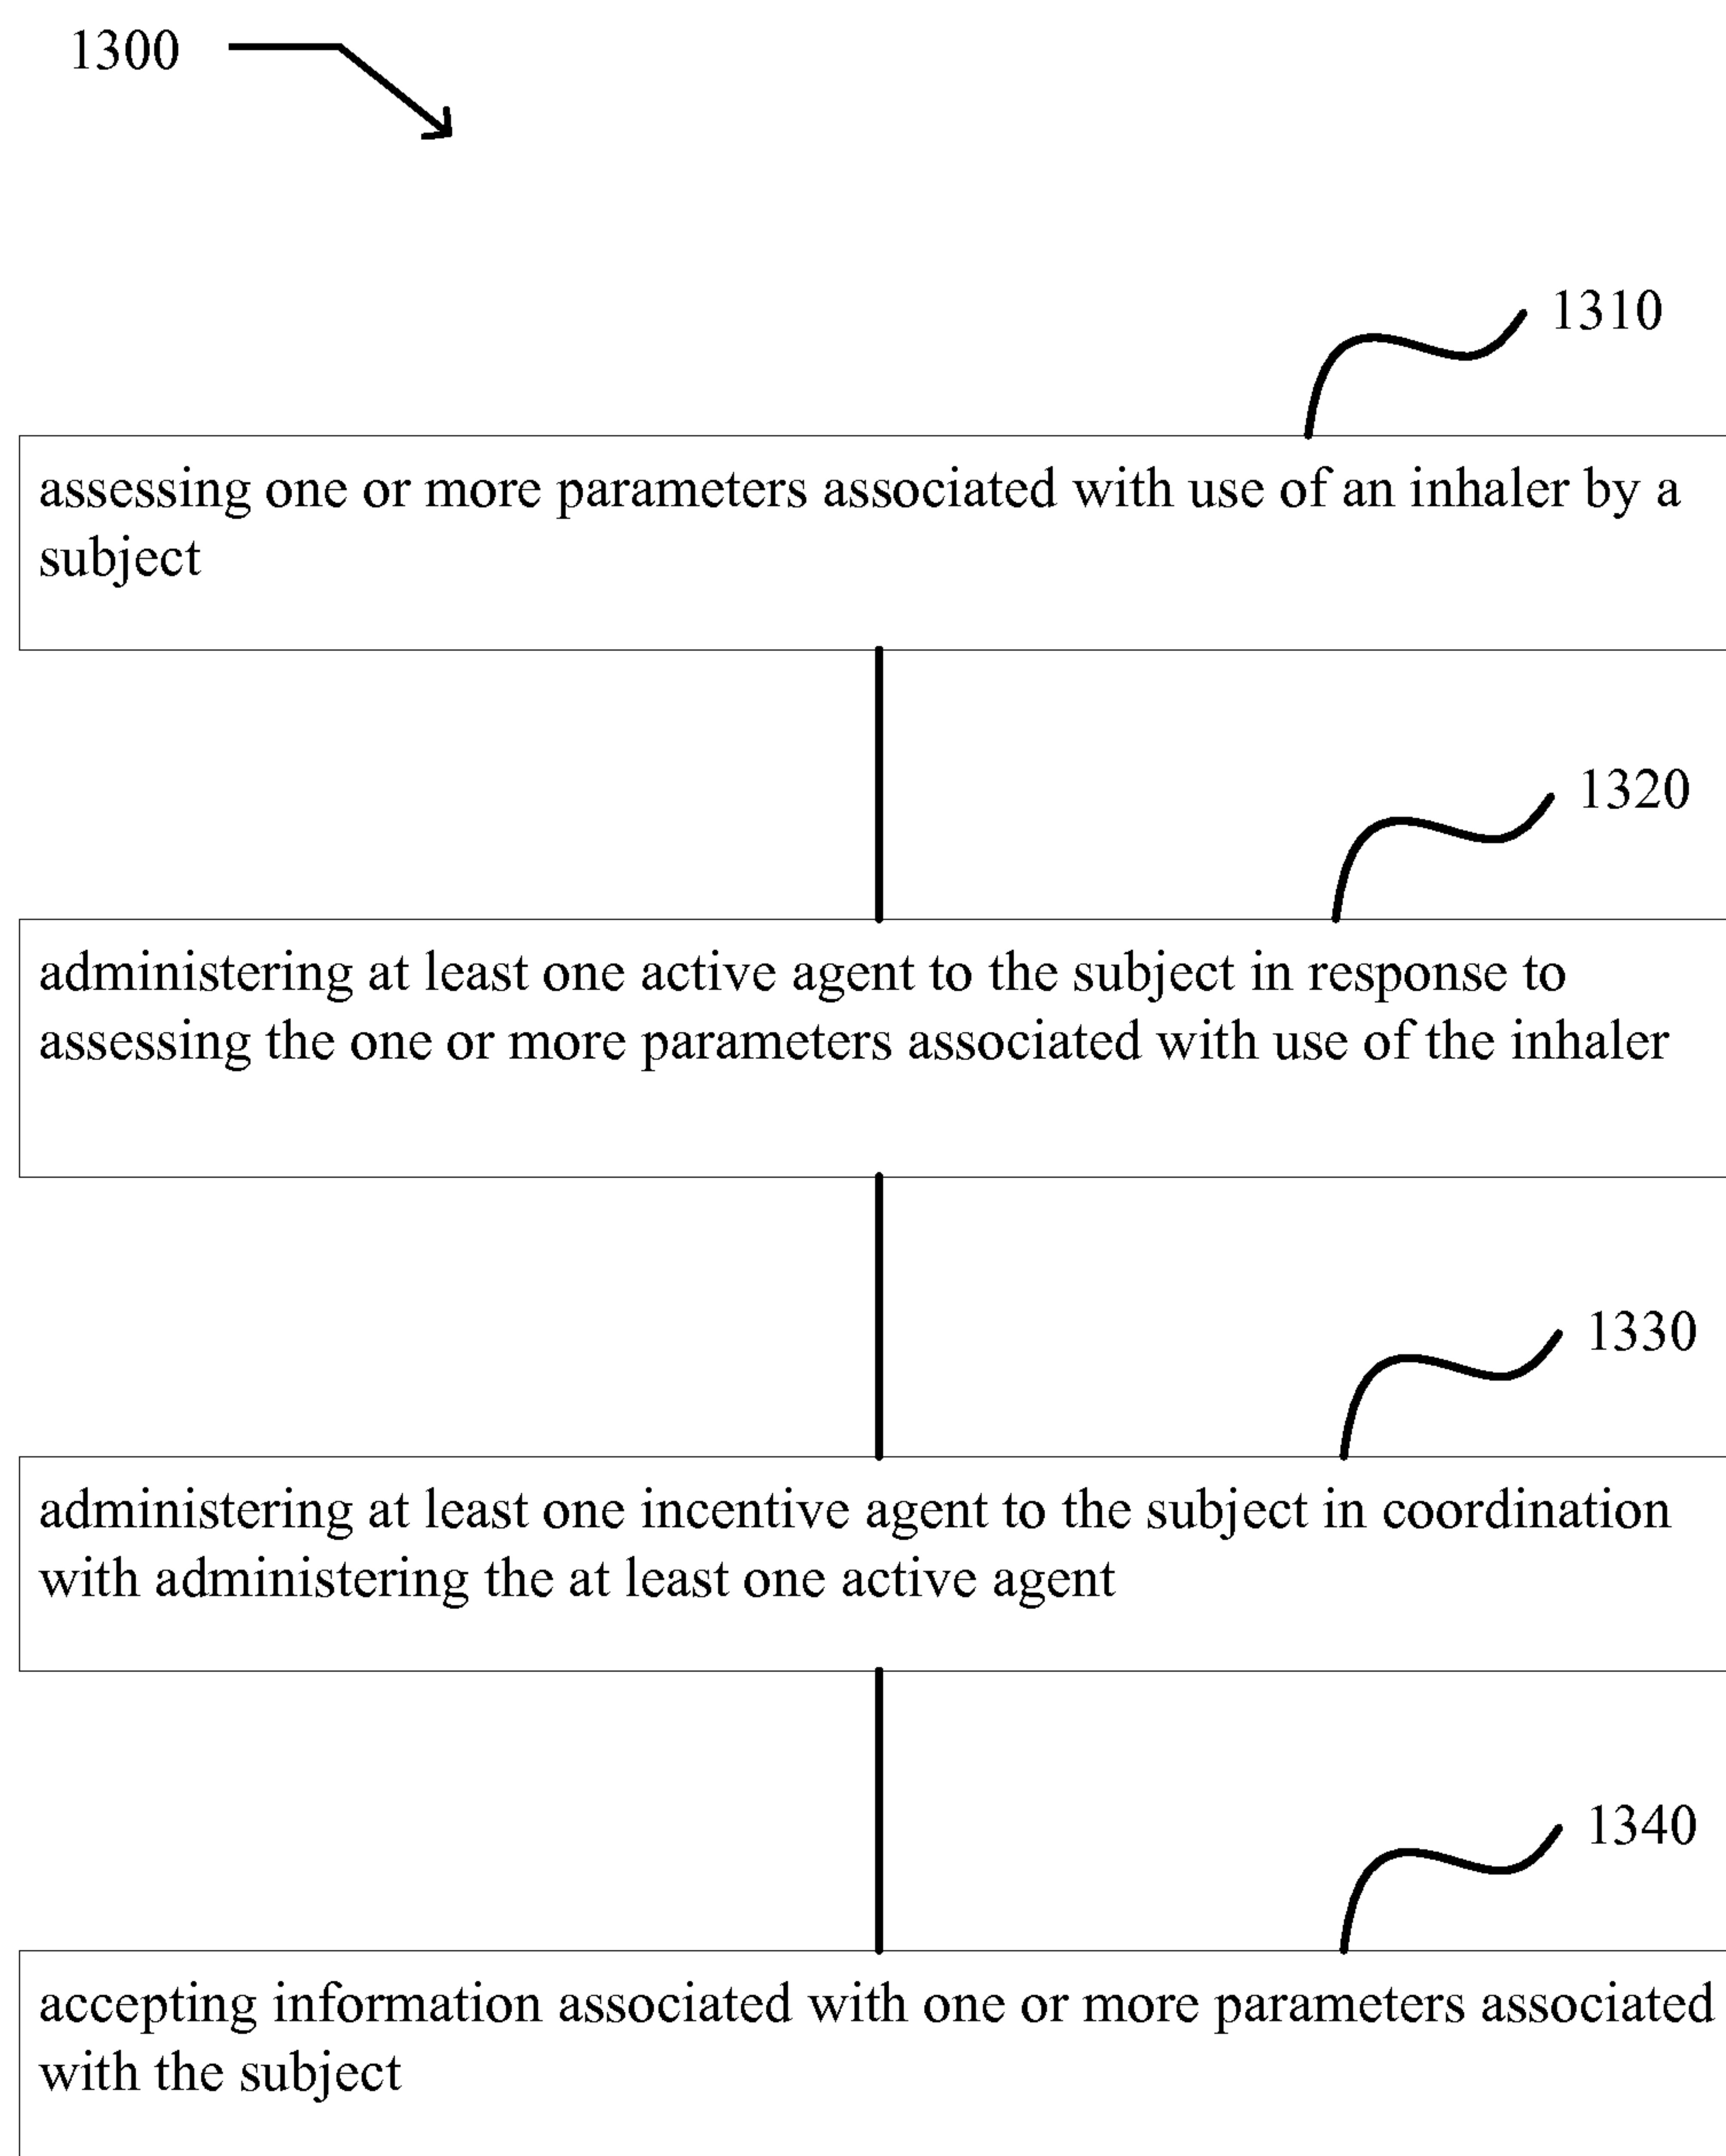 1300
1310
assessing one or more parameters associated with use of an inhaler by a
subject
1320
administering at least one active agent to the subject in response to
assessing the one or more parameters associated with use of the inhaler
1330
administering at least one incentive agent to the subject in coordination
with administering the at least one active agent
1340
accepting information associated with one or more parameters associated
with the subject